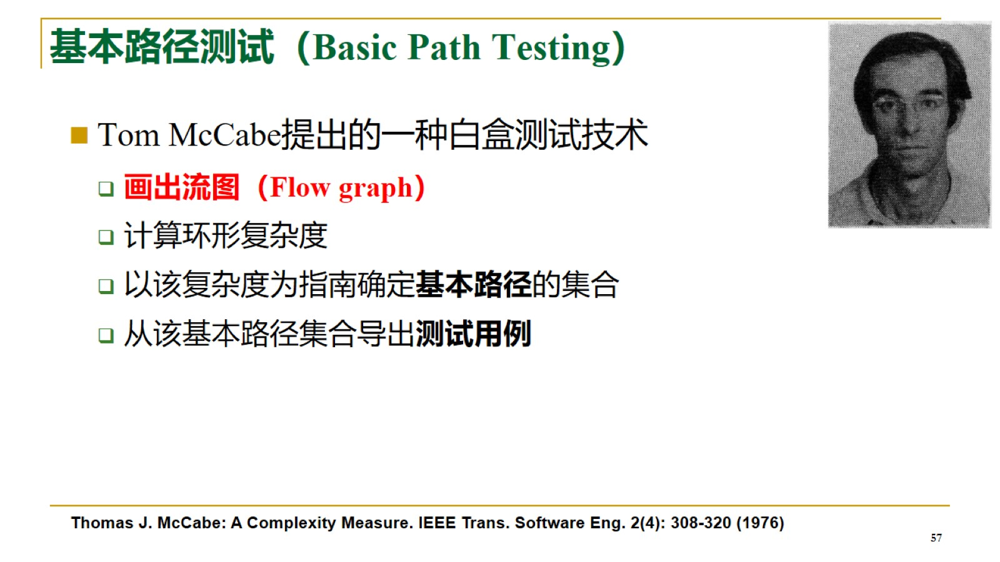 基本路径测试（Basic Path Testing）
Tom McCabe提出的一种白盒测试技术
画出流图（Flow graph）
计算环形复杂度
以该复杂度为指南确定基本路径的集合
从该基本路径集合导出测试用例
Thomas J. McCabe: A Complexity Measure. IEEE Trans. Software Eng. 2(4): 308-320 (1976)
57